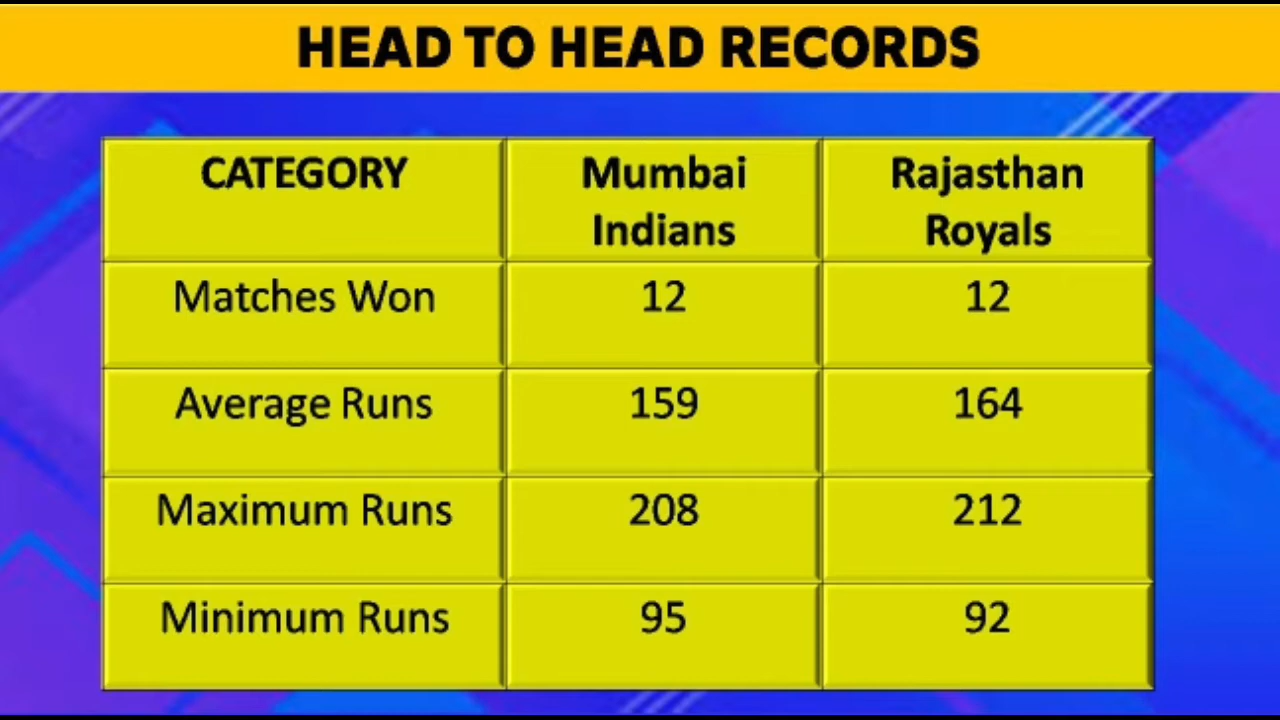 HEAD TO HEAD RECORDS
CATEGORY Mumbai Indians Rajasthan Royals
Matches Won 12 12
Average Runs 159 164
Maximum Runs 208 212
Minimum Runs 95 92